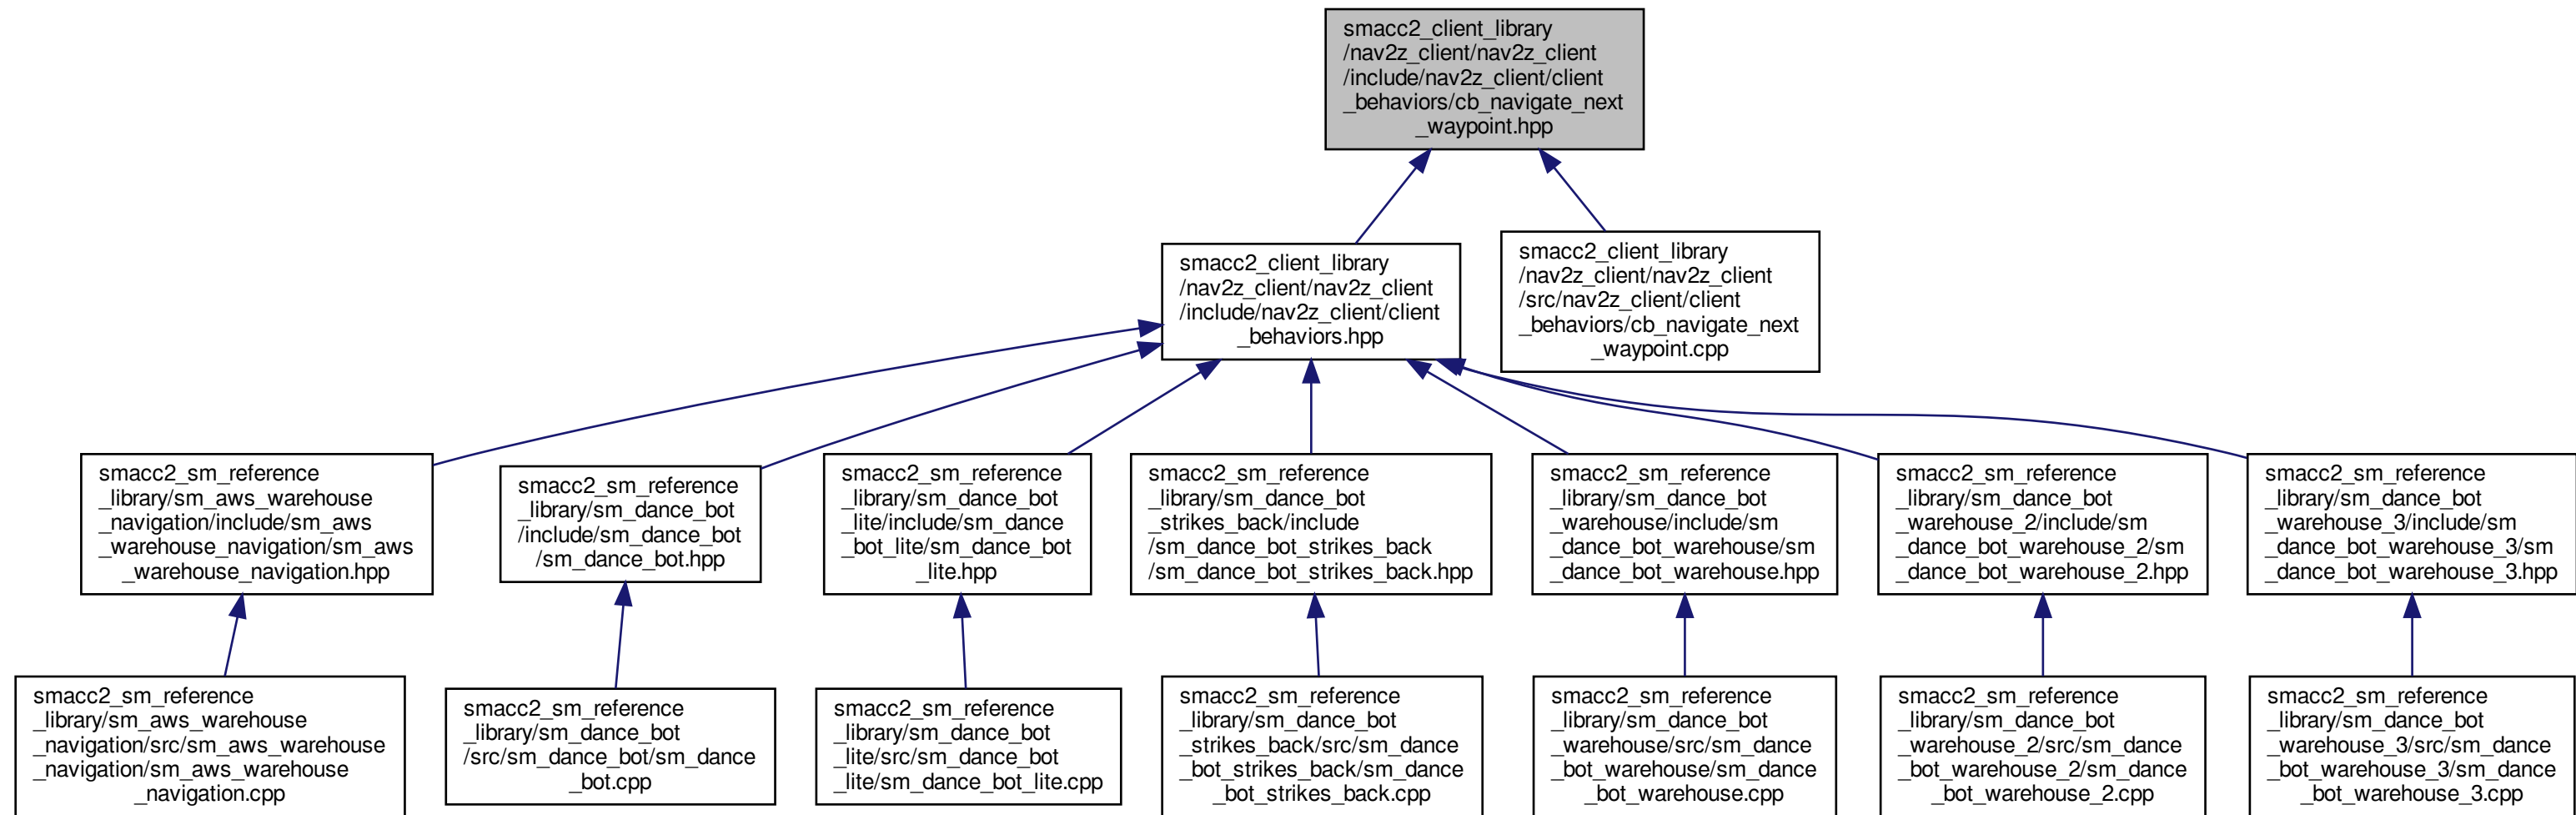 smacc2_client_library
/nav2z_client/nav2z_client
/include/nav2z_client/client
_behaviors/cb_navigate_next
_waypoint.hpp
smacc2_client_library
/nav2z_client/nav2z_client
/include/nav2z_client/client
_behaviors.hpp
smacc2_client_library
/nav2z_client/nav2z_client
/src/nav2z_client/client
_behaviors/cb_navigate_next
_waypoint.cpp
smacc2_sm_reference
_library/sm_aws_warehouse
_navigation/include/sm_aws
_warehouse_navigation/sm_aws
_warehouse_navigation.hpp
smacc2_sm_reference
_library/sm_dance_bot
/include/sm_dance_bot
/sm_dance_bot.hpp
smacc2_sm_reference
_library/sm_dance_bot
_lite/include/sm_dance
_bot_lite/sm_dance_bot
_lite.hpp
smacc2_sm_reference
_library/sm_dance_bot
_strikes_back/include
/sm_dance_bot_strikes_back
/sm_dance_bot_strikes_back.hpp
smacc2_sm_reference
_library/sm_dance_bot
_warehouse/include/sm
_dance_bot_warehouse/sm
_dance_bot_warehouse.hpp
smacc2_sm_reference
_library/sm_dance_bot
_warehouse_2/include/sm
_dance_bot_warehouse_2/sm
_dance_bot_warehouse_2.hpp
smacc2_sm_reference
_library/sm_dance_bot
_warehouse_3/include/sm
_dance_bot_warehouse_3/sm
_dance_bot_warehouse_3.hpp
smacc2_sm_reference
_library/sm_aws_warehouse
_navigation/src/sm_aws_warehouse
_navigation/sm_aws_warehouse
_navigation.cpp
smacc2_sm_reference
_library/sm_dance_bot
/src/sm_dance_bot/sm_dance
_bot.cpp
smacc2_sm_reference
_library/sm_dance_bot
_lite/src/sm_dance_bot
_lite/sm_dance_bot_lite.cpp
smacc2_sm_reference
_library/sm_dance_bot
_strikes_back/src/sm_dance
_bot_strikes_back/sm_dance
_bot_strikes_back.cpp
smacc2_sm_reference
_library/sm_dance_bot
_warehouse/src/sm_dance
_bot_warehouse/sm_dance
_bot_warehouse.cpp
smacc2_sm_reference
_library/sm_dance_bot
_warehouse_2/src/sm_dance
_bot_warehouse_2/sm_dance
_bot_warehouse_2.cpp
smacc2_sm_reference
_library/sm_dance_bot
_warehouse_3/src/sm_dance
_bot_warehouse_3/sm_dance
_bot_warehouse_3.cpp